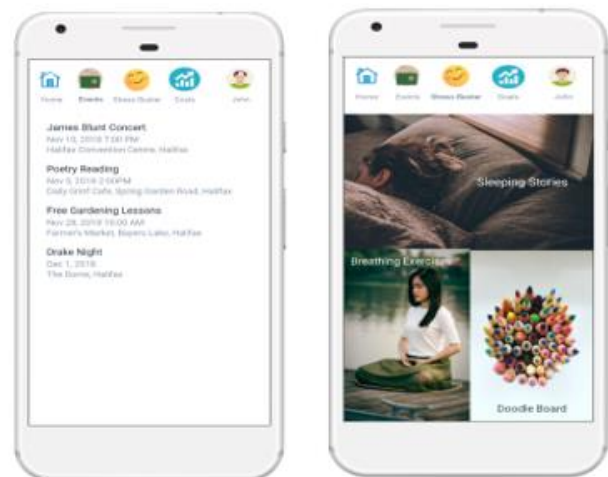 Home Events Stress Buster Goals John
James Blunt Concert
Nov 10, 2018 7:00 PM
Halifax Convention Centre, Halifax
Poetry Reading
Nov 5, 2018 2:00PM
Daily Grind Cafe, Spring Garden Road, Halifax
Free Gardening Lessons
Nov 28, 2018 10:00 AM
Farmer's Market, Bayers Lake, Halifax
Drake Night
Dec 1, 2018
The Dome, Halifax
Home Events Stress Buster Goals John
Sleeping Stories
Breathing Exercises
Doodle Board